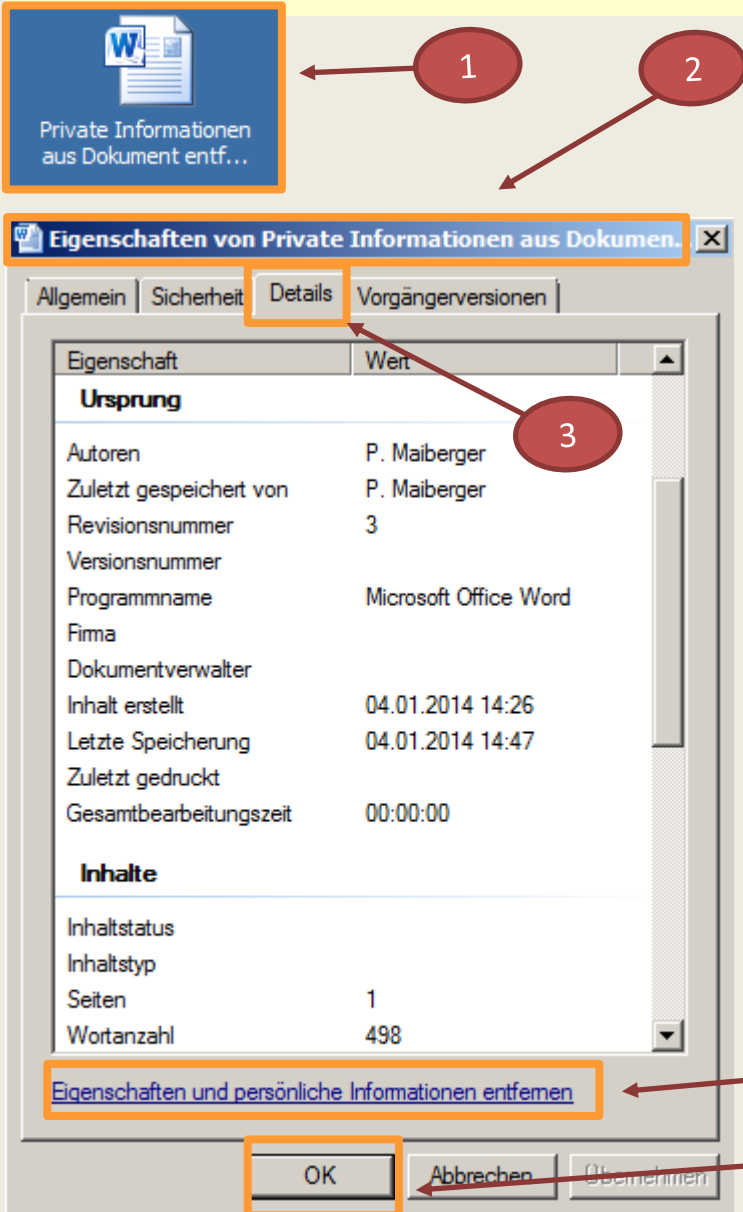 1
2
Private Informationen
aus Dokument entf...
Eigenschaften von Private Informationen aus Dokumen..
Allgemein Sicherheit Details Vorgängerversionen
Eigenschaft Wert
Ursprung
3
Autoren P. Maiberger
Zuletzt gespeichert von P. Maiberger
Revisionsnummer 3
Versionsnummer
Programmname Microsoft Office Word
Firma
Dokumentverwalter
Inhalt erstellt 04.01.2014 14:26
Letzte Speicherung 04.01.2014 14:47
Zuletzt gedruckt
Gesamtbearbeitungszeit 00:00:00
Inhalte
Inhaltstatus
Inhaltstyp
Seiten 1
Wortanzahl 498
Eigenschaften und persönliche Informationen entfernen
OK Abbrechen Übernehmen